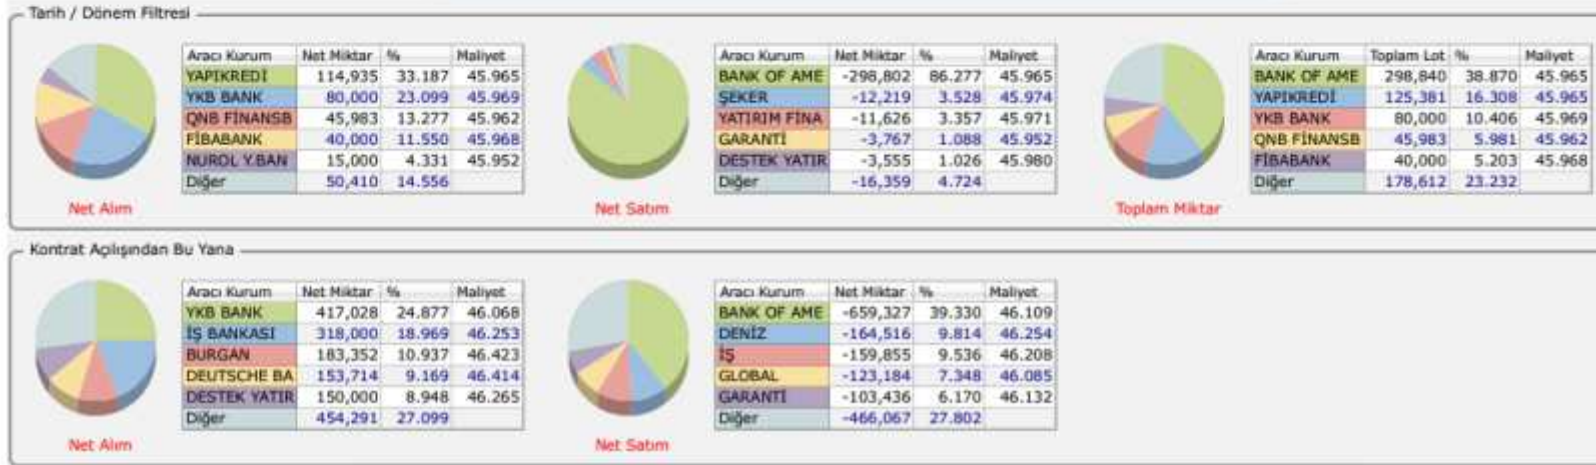 Tarih / Dönem Filtresi
Aracı Kurum Net Miktar % Maliyet
YAPIKREDİ 114,935 33.187 45.965
YKB BANK 80,000 23.099 45.969
QNB FİNANSB 45,983 13.277 45.962
FİBABANK 40,000 11.550 45.968
NUROL Y.BAN 15,000 4.331 45.952
Diğer 50,410 14.556
Net Alım
Aracı Kurum Net Miktar % Maliyet
BANK OF AME -298,802 86.277 45.965
ŞEKER -12,219 3.528 45.974
YATIRIM FİNA -11,626 3.357 45.971
GARANTİ -3,767 1.088 45.952
DESTEK YATIR -3,555 1.026 45.980
Diğer -16,359 4.724
Net Satım
Aracı Kurum Toplam Lot % Maliyet
BANK OF AME 298,840 38.870 45.965
YAPIKREDİ 125,381 16.308 45.965
YKB BANK 80,000 10.406 45.969
QNB FİNANSB 45,983 5.981 45.962
FİBABANK 40,000 5.203 45.968
Diğer 178,612 23.232
Toplam Miktar
Kontrat Açılışından Bu Yana
Aracı Kurum Net Miktar % Maliyet
YKB BANK 417,028 24.877 46.068
İŞ BANKASI 318,000 18.969 46.253
BURGAN 183,352 10.937 46.423
DEUTSCHE BA 153,714 9.169 46.414
DESTEK YATIR 150,000 8.948 46.265
Diğer 454,291 27.099
Net Alım
Aracı Kurum Net Miktar % Maliyet
BANK OF AME -659,327 39.330 46.109
DENİZ -164,516 9.814 46.254
İŞ -159,855 9.536 46.208
GLOBAL -123,184 7.348 46.085
GARANTİ -103,436 6.170 46.132
Diğer -466,067 27.802
Net Satım